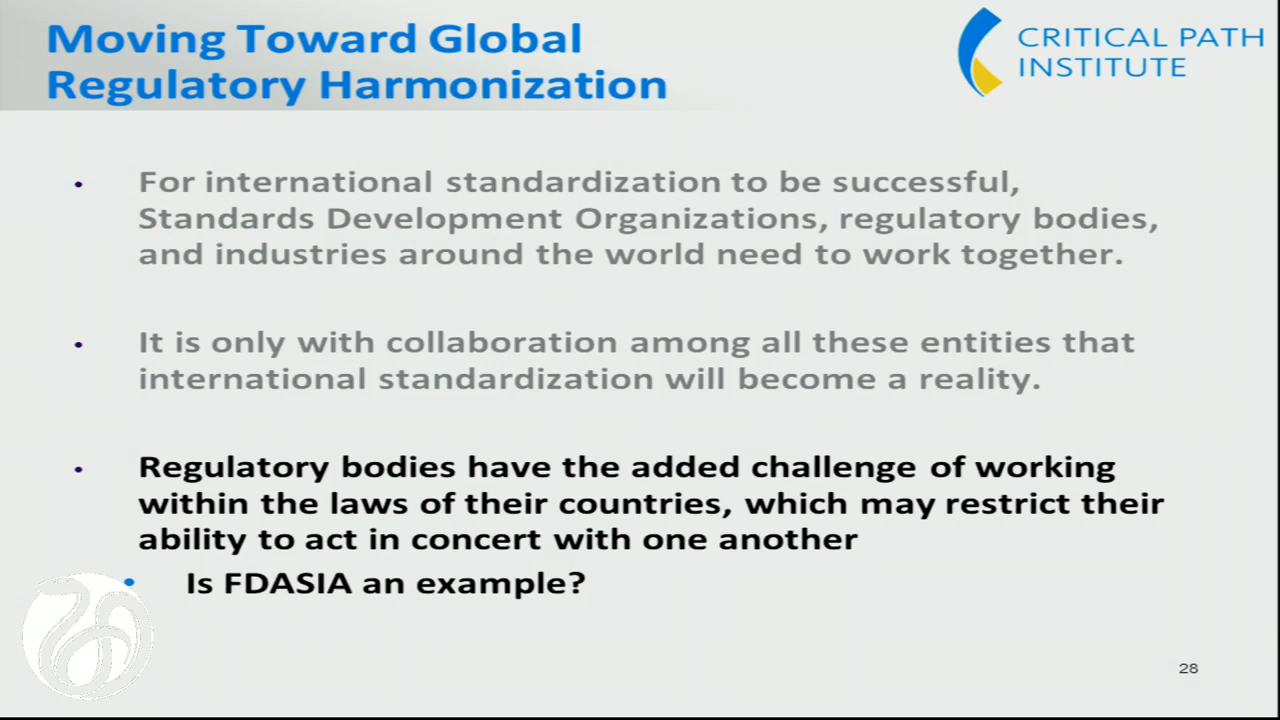 Moving Toward Global
Regulatory Harmonization
CRITICAL PATH
INSTITUTE
• For international standardization to be successful,
Standards Development Organizations, regulatory bodies,
and industries around the world need to work together.
• It is only with collaboration among all these entities that
international standardization will become a reality.
• Regulatory bodies have the added challenge of working
within the laws of their countries, which may restrict their
ability to act in concert with one another
• Is FDASIA an example?
28